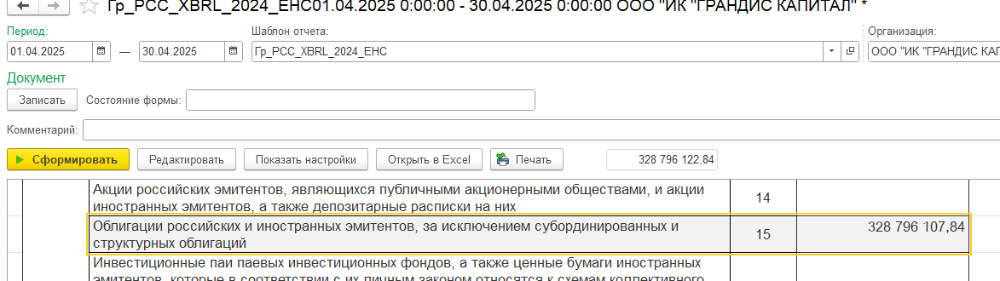 Гр_РСС_XBRL_2024_ЕНС01.04.2025 0:00:00 - 30.04.2025 0:00:00 ООО "ИК "ГРАНДИС КАПИТАЛ" *
Период: Шаблон отчета: Организация:
01.04.2025 — 30.04.2025 Гр_РСС_XBRL_2024_ЕНС ООО "ИК "ГРАНДИС КАП
Документ
Записать Состояние формы:
Комментарий:
Сформировать Редактировать Показать настройки Открыть в Excel Печать 328 796 122,84
Акции российских эмитентов, являющихся публичными акционерными обществами, и акции
иностранных эмитентов, а также депозитарные расписки на них 14
Облигации российских и иностранных эмитентов, за исключением субординированных и
структурных облигаций 15 328 796 107,84
Инвестиционные паи паевых инвестиционных фондов, а также ценные бумаги иностранных
эмитентов, которые в соответствии с их личным законом относятся к схемам коллективного